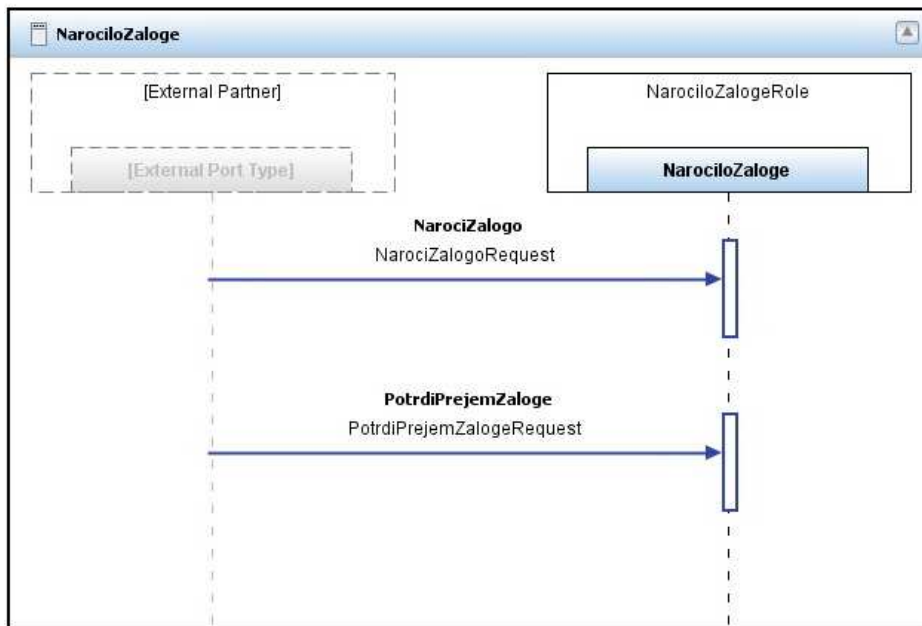 NarociloZaloge
[External Partner]
NarociloZalogeRole
[External Port Type]
NarociloZaloge
NarociZalogo
NarociZalogoRequest
PotrdiPrejemZaloge
PotrdiPrejemZalogeRequest